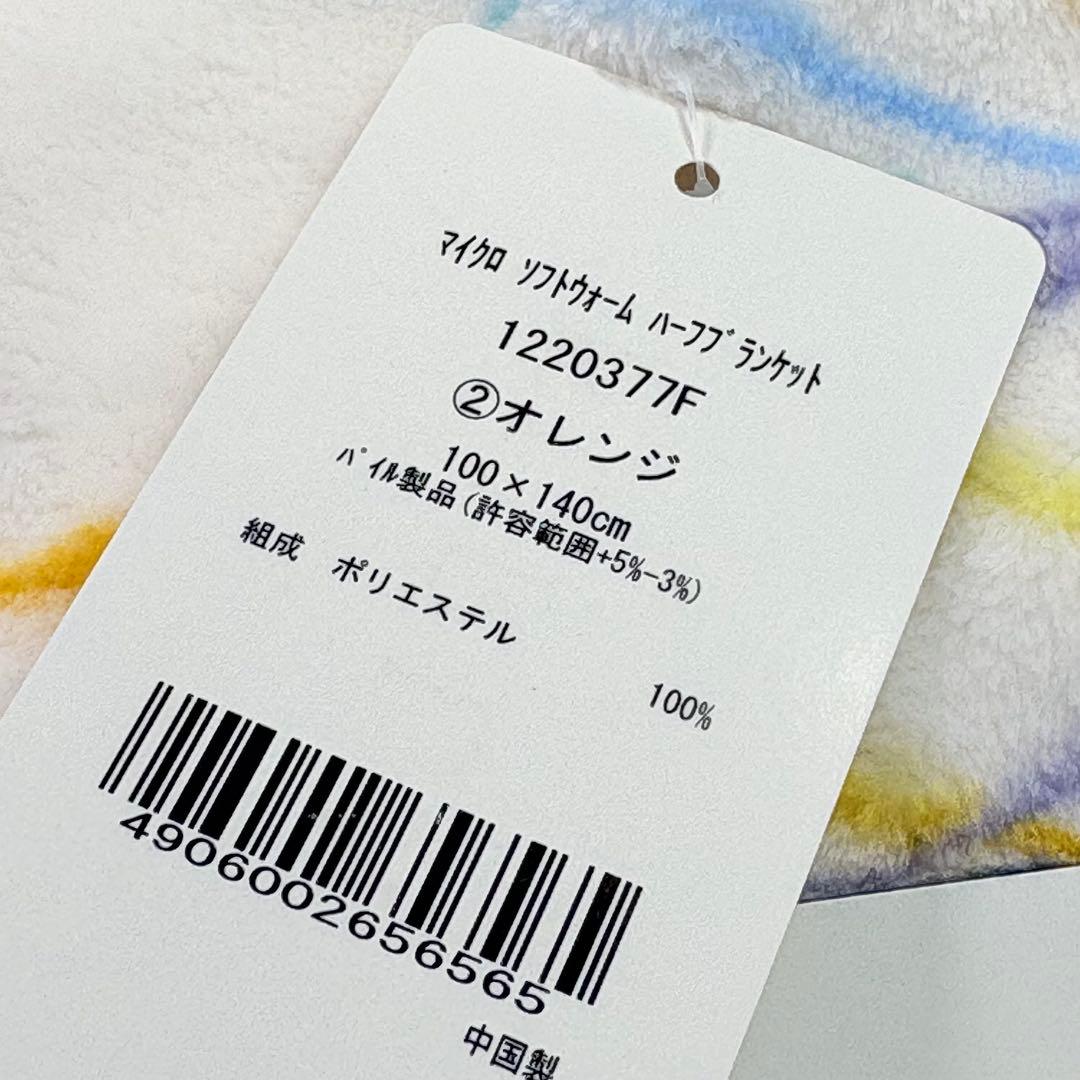 ﾏｲｸﾛ ｿﾌﾄｳｫｰﾑ ﾊｰﾌﾌﾞﾗﾝｹｯﾄ
1220377F
②オレンジ
100×140cm
ﾊﾟｲﾙ製品(許容範囲+5%-3%)
組成 ポリエステル 100%
4906002656565
中国製